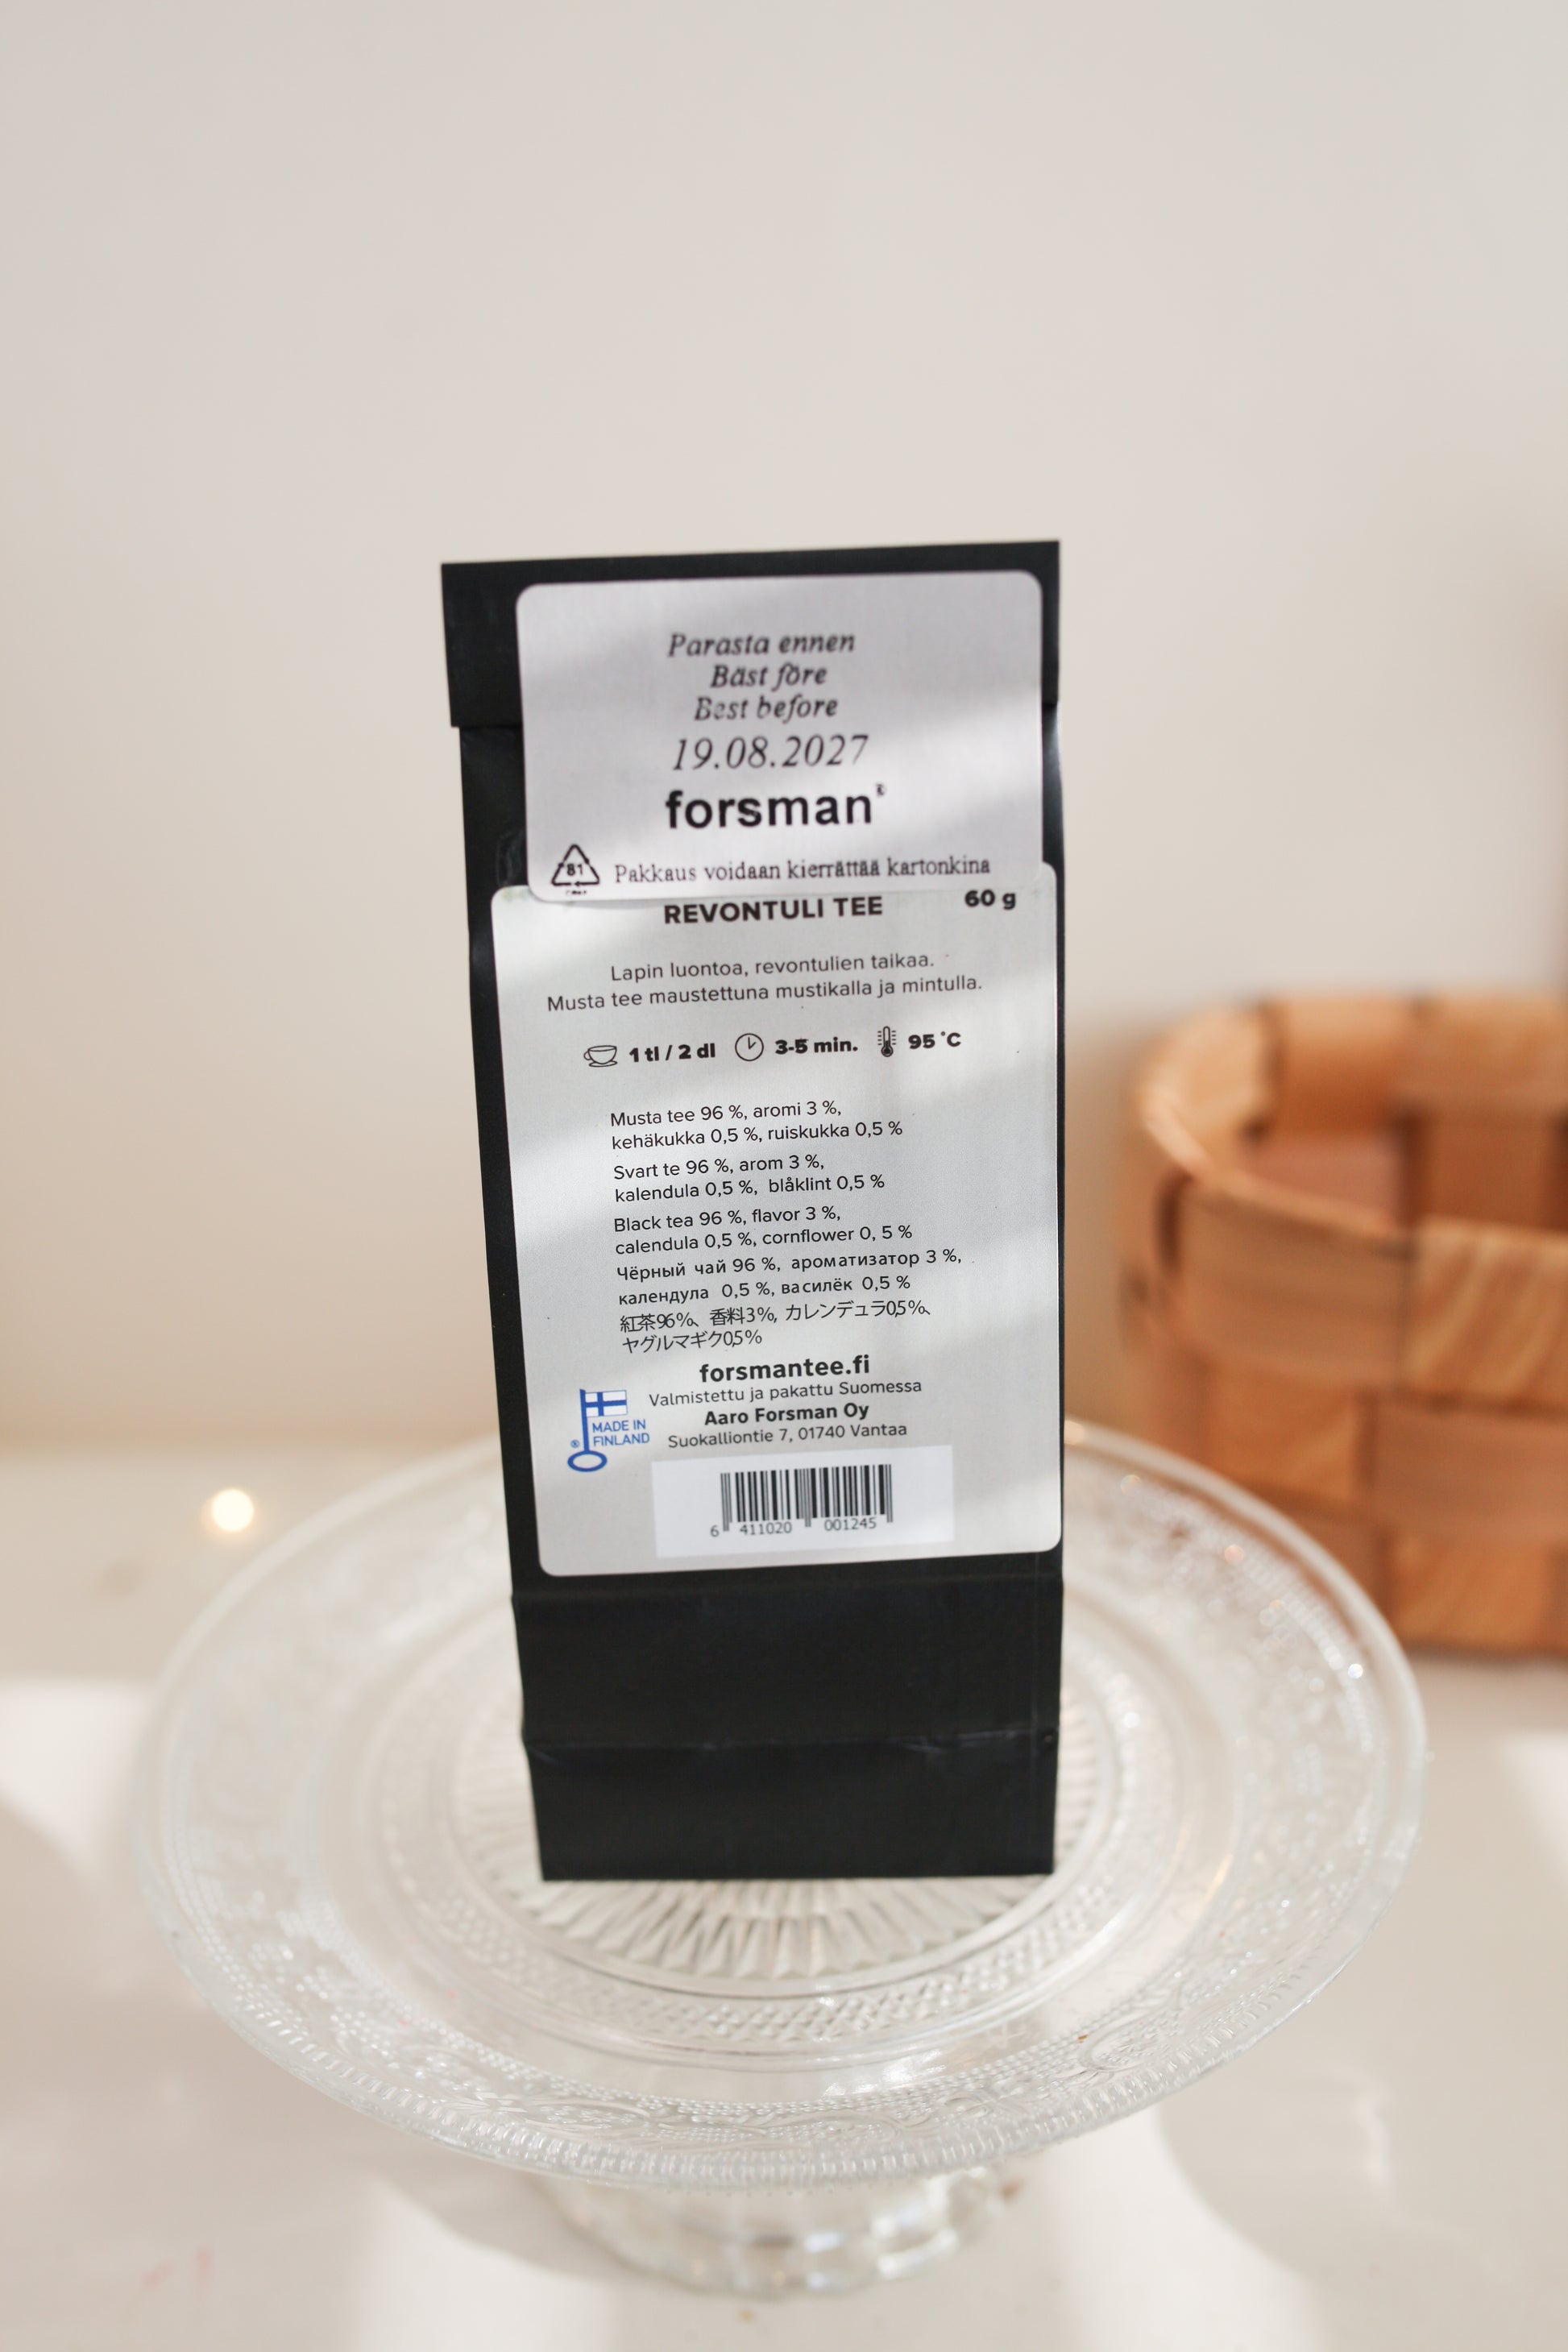 Parasta ennen
Bäst före
Best before
19.08.2027
forsman®
81 Pakkaus voidaan kierrättää kartonkina
REVONTULI TEE 60 g
Lapin luontoa, revontulien taikaa.
Musta tee maustettuna mustikalla ja mintulla.
1 tl / 2 dl 3-5 min. 95 °C
Musta tee 96 %, aromi 3 %,
kehäkukka 0,5 %, ruiskukka 0,5 %
Svart te 96 %, arom 3 %,
kalendula 0,5 %, blåklint 0,5 %
Black tea 96 %, flavor 3 %,
calendula 0,5 %, cornflower 0, 5 %
Чёрный чай 96 %, ароматизатор 3 %,
календула 0,5 %, василёк 0,5 %
紅茶96%、香料3%, カレンデュラ0,5%、
ヤグルマギク0,5%
forsmantee.fi
Valmistettu ja pakattu Suomessa
Aaro Forsman Oy
Suokalliontie 7, 01740 Vantaa
MADE IN
® FINLAND
6 411020 001245